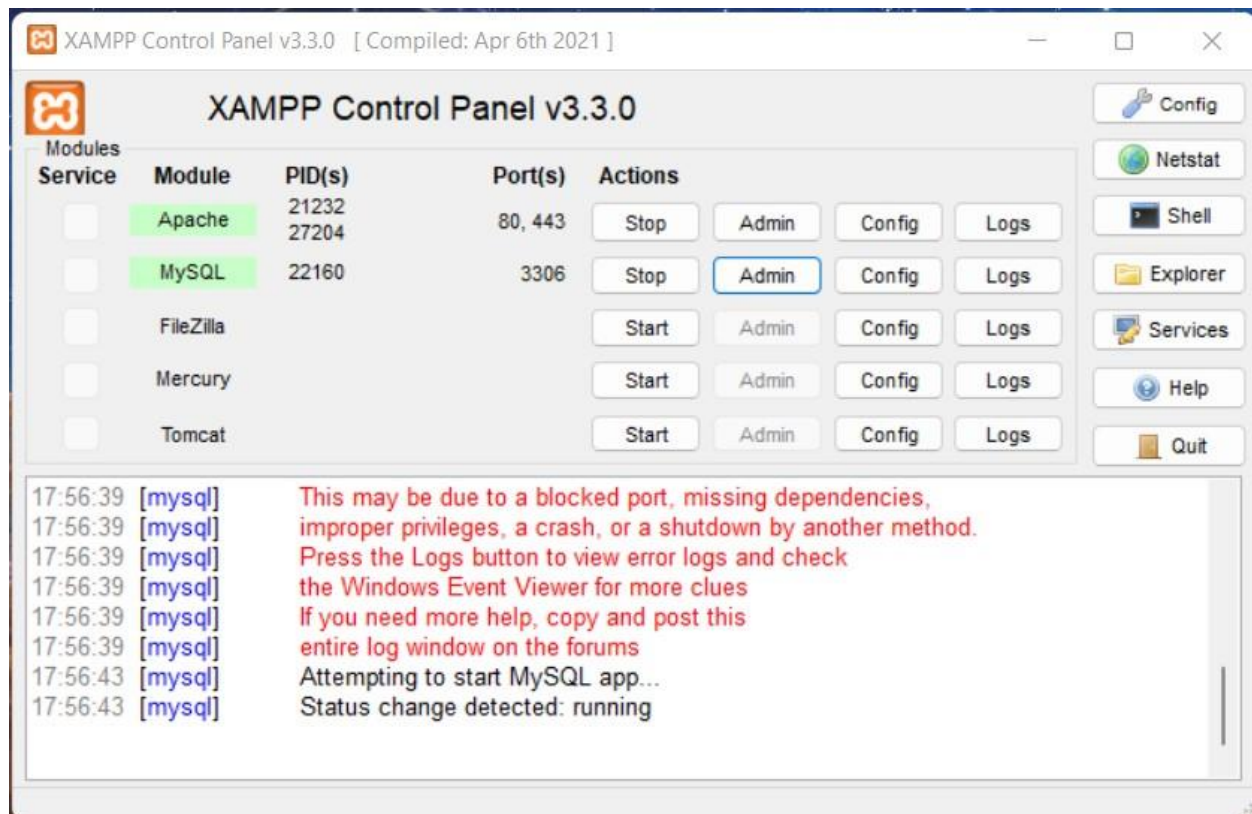 XAMPP Control Panel v3.3.0 [ Compiled: Apr 6th 2021 ]
XAMPP Control Panel v3.3.0
Config
Modules
Service Module PID(s) Port(s) Actions
Netstat
Apache 21232 80, 443 Stop Admin Config Logs
27204
Shell
MySQL 22160 3306 Stop Admin Config Logs
Explorer
FileZilla Start Admin Config Logs
Services
Mercury Start Admin Config Logs
Help
Tomcat Start Admin Config Logs
Quit
17:56:39 [mysql] This may be due to a blocked port, missing dependencies,
17:56:39 [mysql] improper privileges, a crash, or a shutdown by another method.
17:56:39 [mysql] Press the Logs button to view error logs and check
17:56:39 [mysql] the Windows Event Viewer for more clues
17:56:39 [mysql] If you need more help, copy and post this
17:56:39 [mysql] entire log window on the forums
17:56:43 [mysql] Attempting to start MySQL app...
17:56:43 [mysql] Status change detected: running